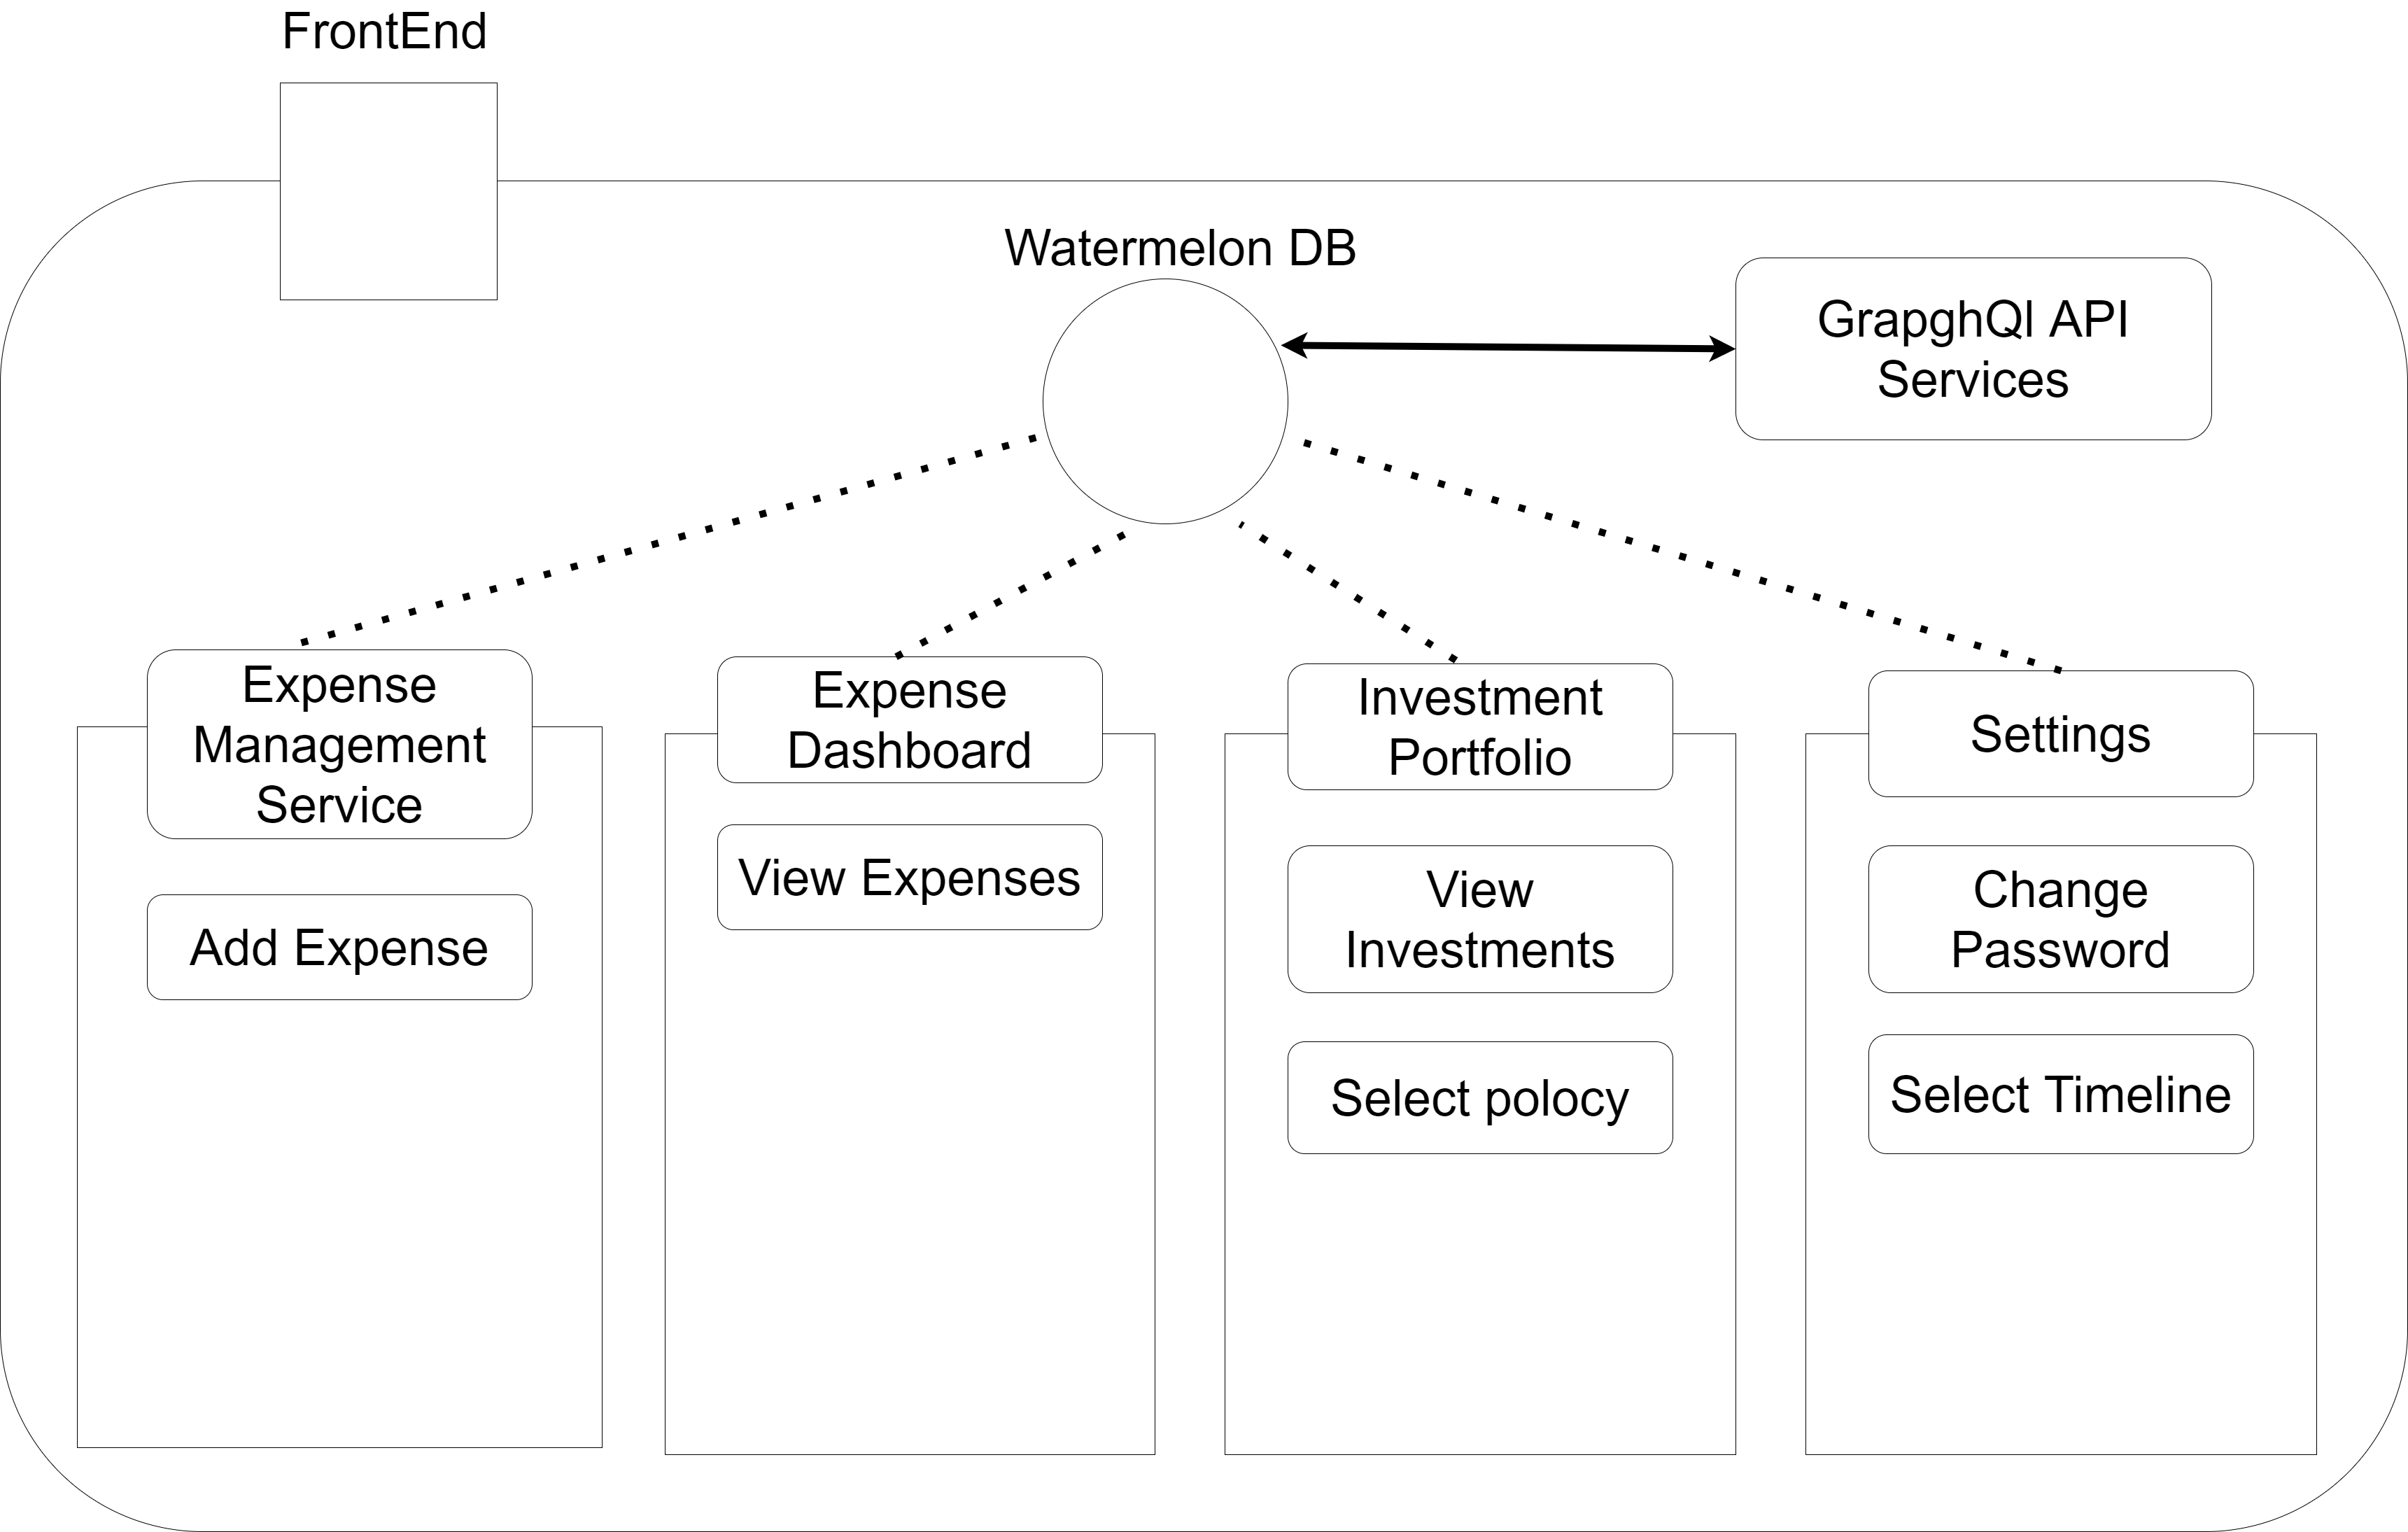 FrontEnd
Watermelon DB
GrapghQl API
Services
Expense
Management
Service
Add Expense
Expense
Dashboard
View Expenses
Investment
Portfolio
View
Investments
Select polocy
Settings
Change
Password
Select Timeline